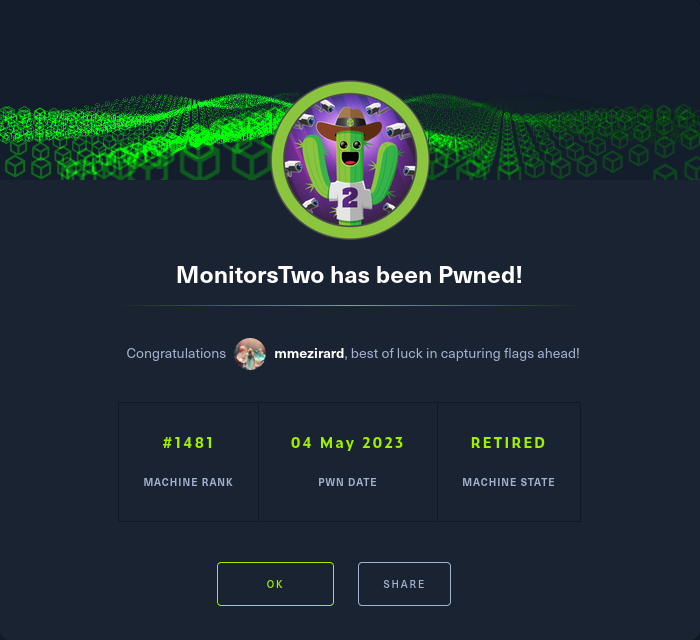 2
MonitorsTwo has been Pwned!
Congratulations mmezirard, best of luck in capturing flags ahead!
#1481 04 May 2023 RETIRED
MACHINE RANK PWN DATE MACHINE STATE
OK SHARE